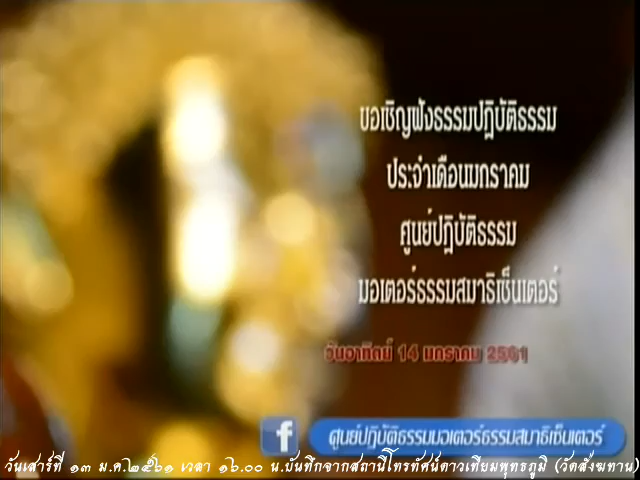 ขอเชิญฟังธรรมปฏิบัติธรรม
ประจำเดือนมกราคม
ศูนย์ปฏิบัติธรรม
มอเตอร์ธรรมสมาธิเซ็นเตอร์
วันอาทิตย์ 14 มกราคม 2561
f ศูนย์ปฏิบัติธรรมมอเตอร์ธรรมสมาธิเซ็นเตอร์
วันเสาร์ที่ ๑๓ ม.ค.๒๕๖๑ เวลา ๑๖.๐๐ น.บันทึกจากสถานีโทรทัศน์ดาวเทียมพุทธภูมิ (วัดสังฆทาน)